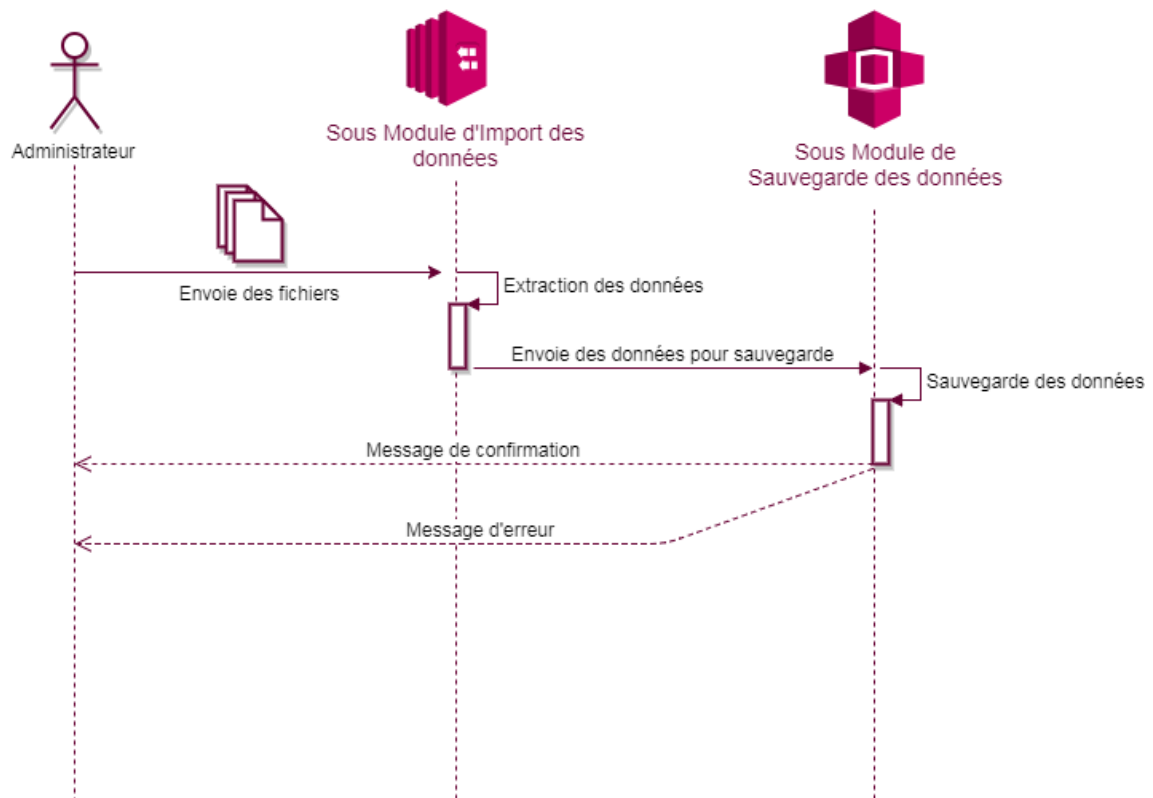 Administrateur
Sous Module d'Import des
données
Sous Module de
Sauvegarde des données
Envoie des fichiers
Extraction des données
Envoie des données pour sauvegarde
Sauvegarde des données
Message de confirmation
Message d'erreur